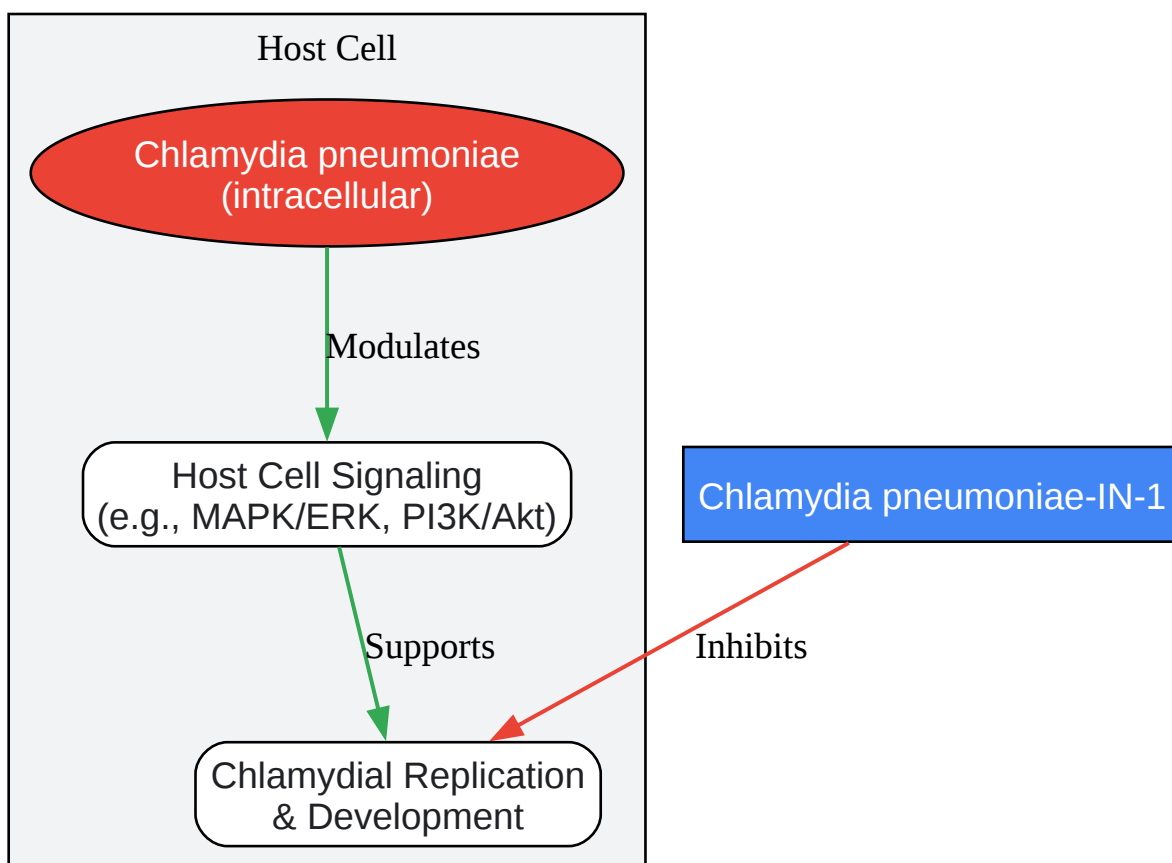 Host Cell
Chlamydia pneumoniae
(intracellular)
Modulates
Host Cell Signaling
(e.g., MAPK/ERK, PI3K/Akt)
Chlamydia pneumoniae-IN-1
Supports
Inhibits
Chlamydial Replication
& Development